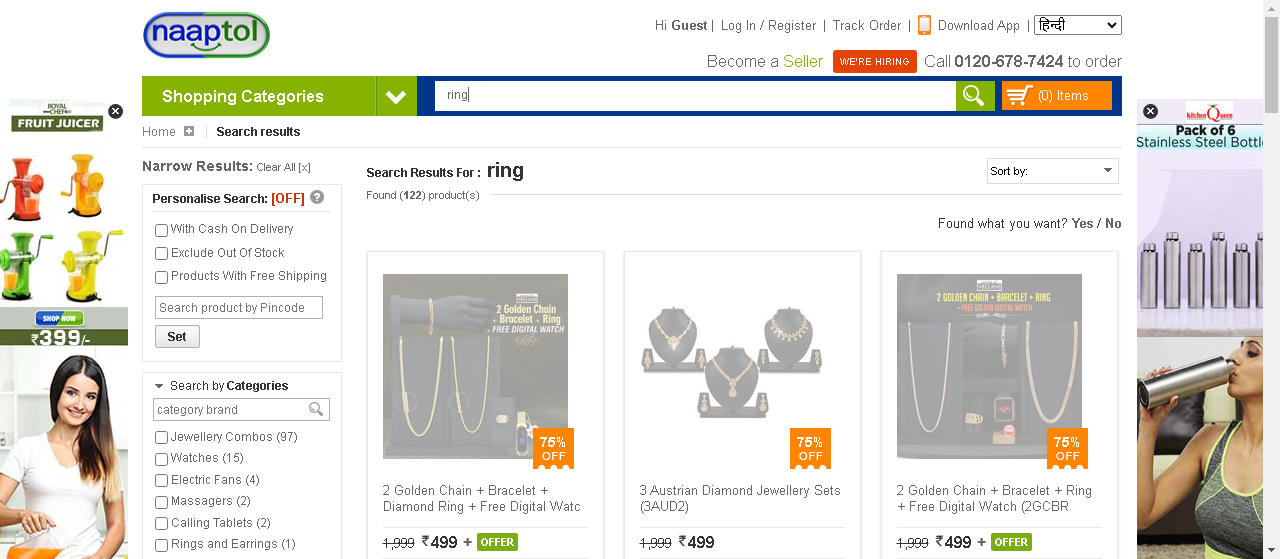 naaptol
Hi Guest | Log In / Register | Track Order | Download App | हिन्दी
Become a Seller WE'RE HIRING Call 0120-678-7424 to order
Shopping Categories
ring
(0) Items
Home Search results
ROYAL CHEF
FRUIT JUICER
SHOP NOW
₹399/-
Kitchen Queen
Pack of 6
Stainless Steel Bottle
Narrow Results: Clear All [x]
Personalise Search: [OFF] ?
With Cash On Delivery
Exclude Out Of Stock
Products With Free Shipping
Search product by Pin
Set
Search by Categories
category brand
Jewellery Combos (97)
Watches (15)
Electric Fans (4)
Massagers (2)
Calling Tablets (2)
Rings and Earrings (1)
Search Results For : ring
Sort by:
Found (122) product(s)
Found what you want? Yes / No
2 Golden Chain
+ Bracelet + Ring
+ FREE DIGITAL WATCH
75%
OFF
2 Golden Chain + Bracelet +
Diamond Ring + Free Digital Watc
1,999 ₹499 + OFFER
75%
OFF
3 Austrian Diamond Jewellery Sets
(3AUD2)
1,999 ₹499
2 GOLDEN CHAIN + BRACELET + RING
+ FREE GOLDEN DIGITAL WATCH
75%
OFF
2 Golden Chain + Bracelet + Ring
+ Free Digital Watch (2GCBR
1,999 ₹499 + OFFER